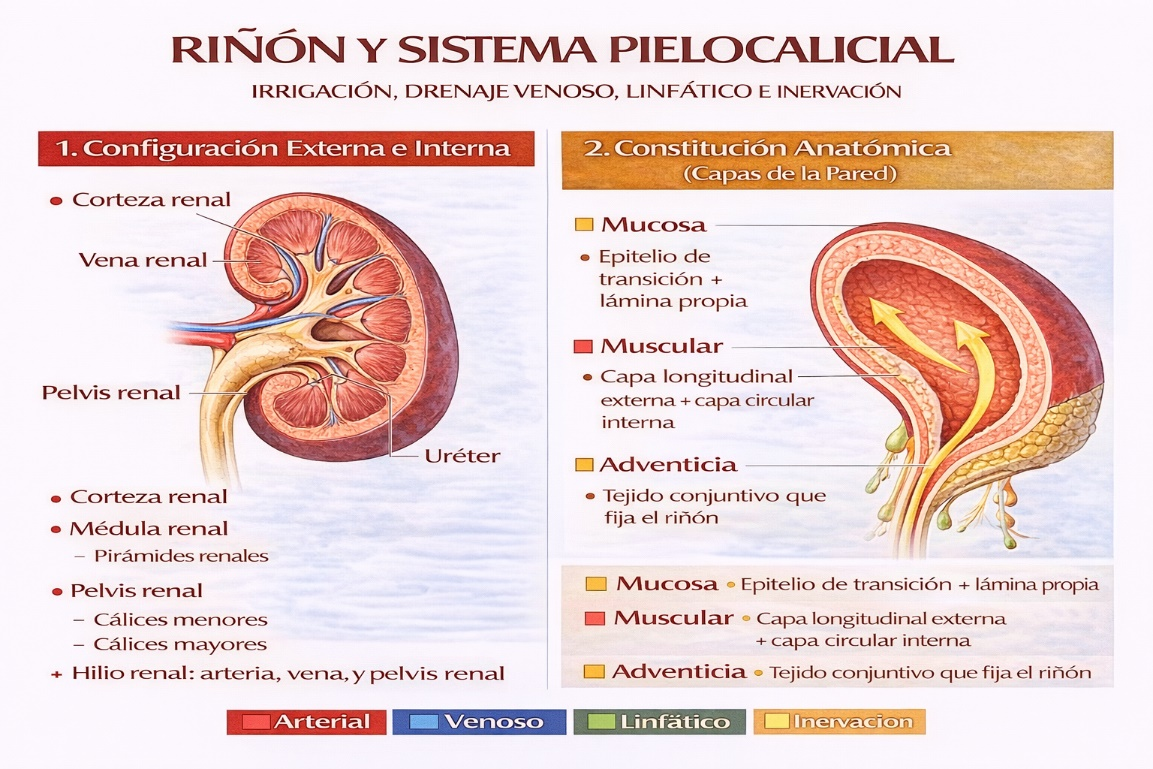 RIÑÓN Y SISTEMA PIELOCALICIAL
IRRIGACIÓN, DRENAJE VENOSO, LINFÁTICO E INERVACIÓN
1. Configuración Externa e Interna
• Corteza renal
Vena renal
Pelvis renal
Uréter
• Corteza renal
• Médula renal
– Pirámides renales
• Pelvis renal
– Cálices menores
– Cálices mayores
+ Hilio renal: arteria, vena, y pelvis renal
2. Constitución Anatómica
(Capas de la Pared)
Mucosa
• Epitelio de
transición +
lámina propia
Muscular
• Capa longitudinal
externa + capa circular
interna
Adventicia
• Tejido conjuntivo que
fija el riñón
Mucosa • Epitelio de transición + lámina propia
Muscular • Capa longitudinal externa
+ capa circular interna
Adventicia • Tejido conjuntivo que fija el riñón
Arterial
Venoso
Linfático
Inervacion